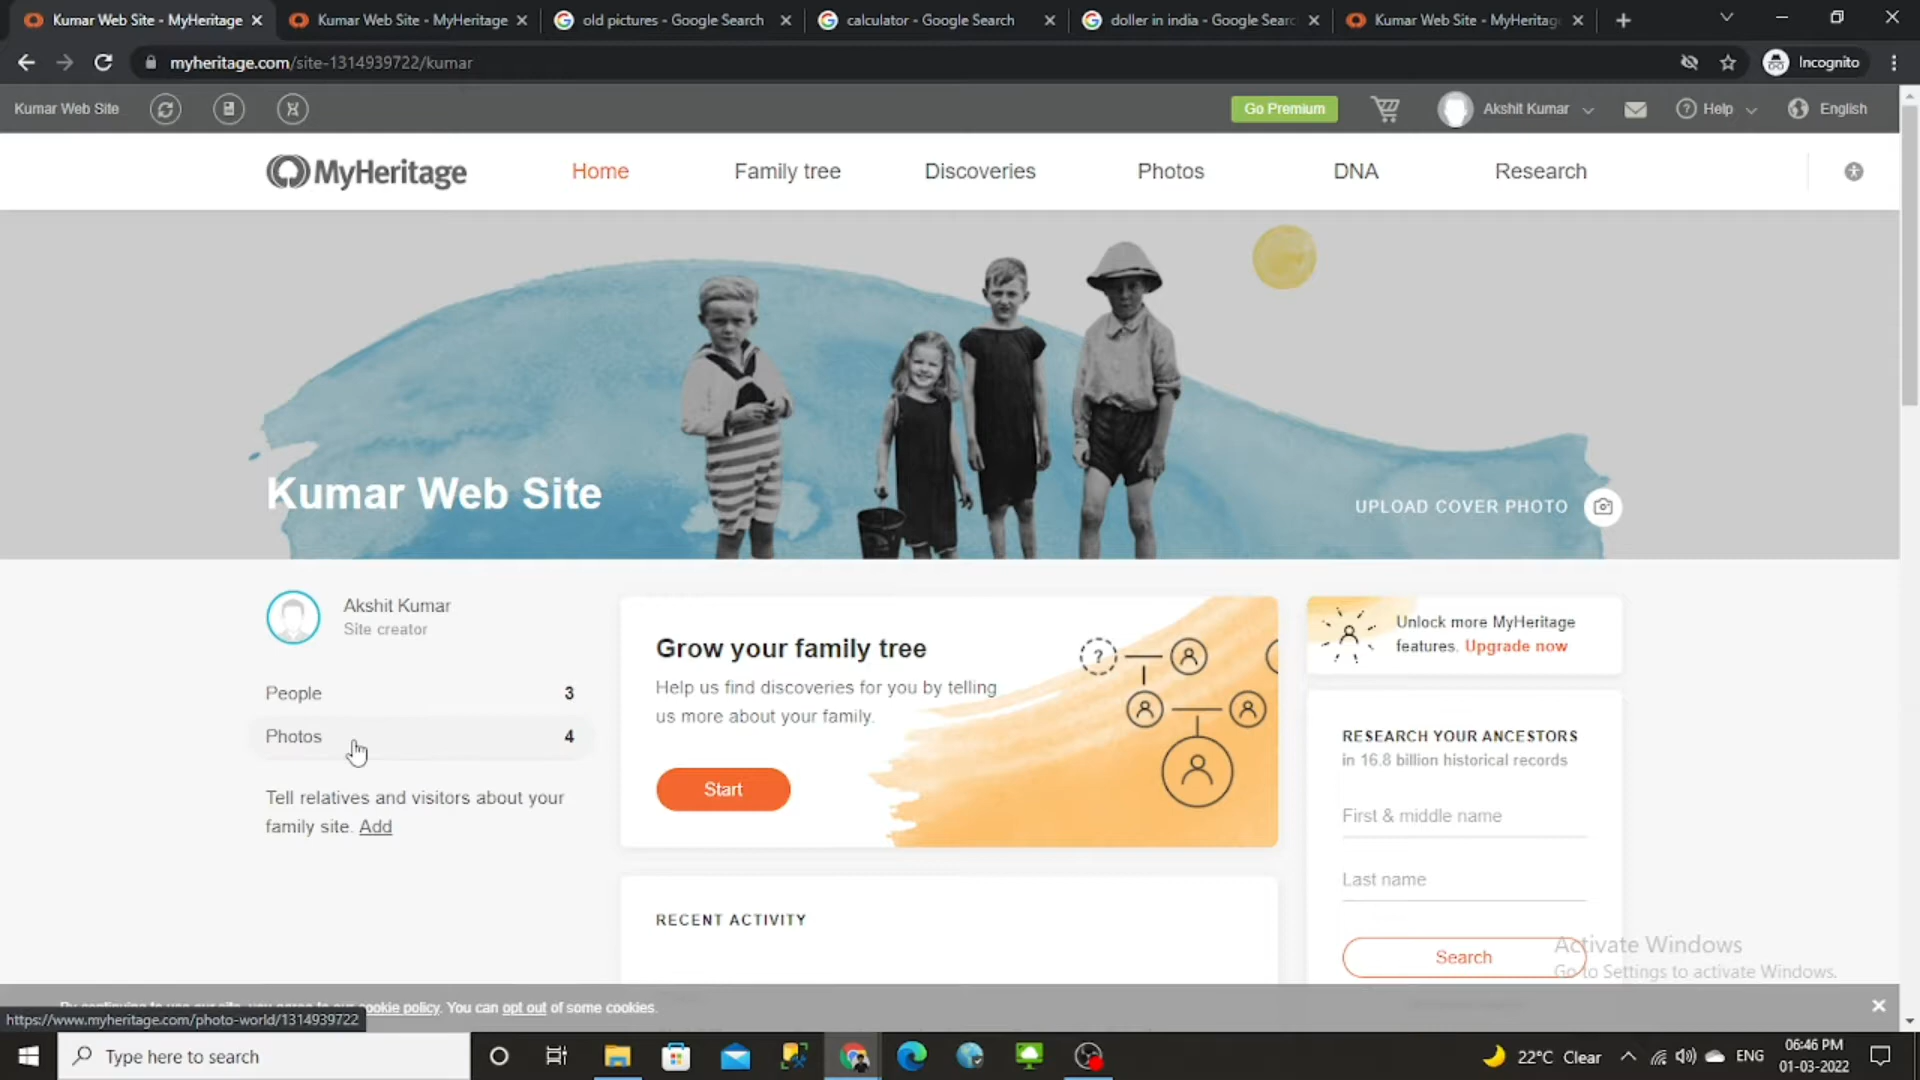 Kumar Web Site - MyHeritage
Kumar Web Site - MyHeritage
old pictures - Google Search
calculator - Google Search
doller in india - Google Searc
Kumar Web Site - MyHeritag
myheritage.com/site-1314939722/kumar
Incognito
Kumar Web Site
Go Premium
Akshit Kumar
Help
English
MyHeritage
Home
Family tree
Discoveries
Photos
DNA
Research
Kumar Web Site
UPLOAD COVER PHOTO
Akshit Kumar
Site creator
People 3
Photos 4
Tell relatives and visitors about your
family site. Add
Grow your family tree
Help us find discoveries for you by telling
us more about your family.
Start
Unlock more MyHeritage
features. Upgrade now
RESEARCH YOUR ANCESTORS
in 16.8 billion historical records
First & middle name
Last name
Search
RECENT ACTIVITY
Activate Windows
Go to Settings to activate Windows.
cookie policy. You can opt out of some cookies.
https://www.myheritage.com/photo-world/1314939722
Type here to search
22°C Clear
ENG
06:46 PM
01-03-2022